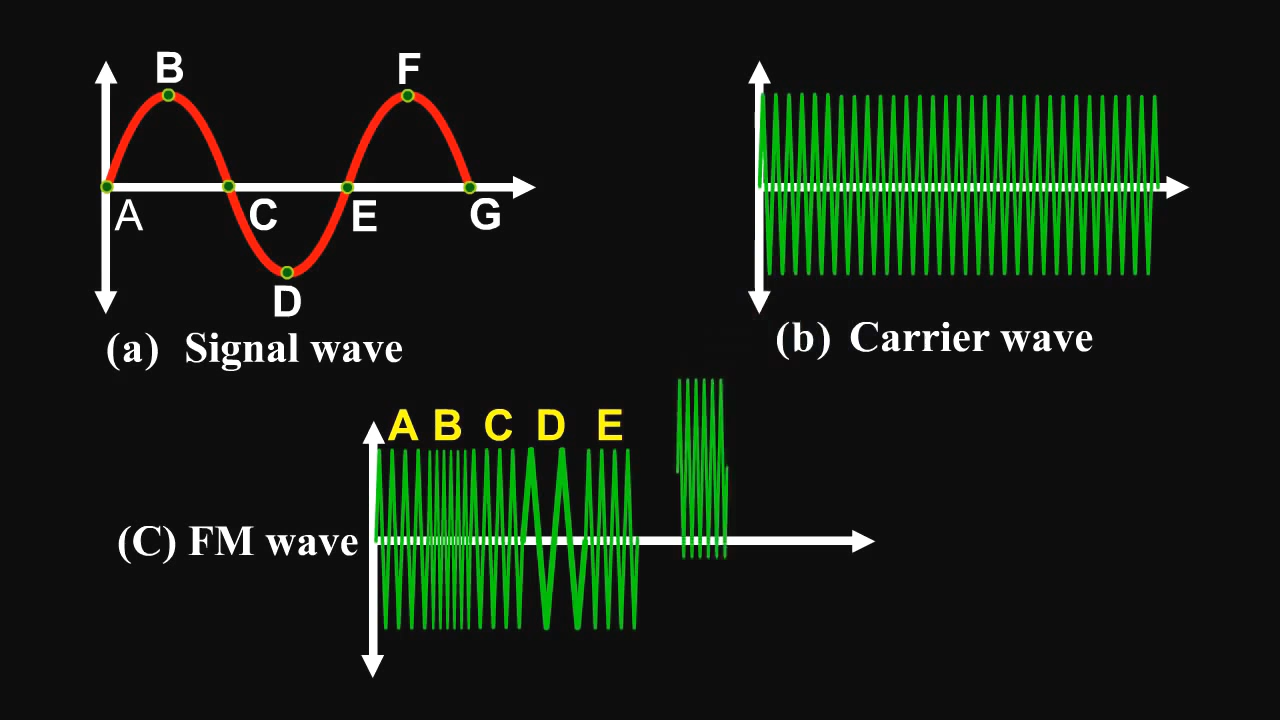 B
F
A
C
E
G
D
(a) Signal wave
(b) Carrier wave
A B C D E
(C) FM wave